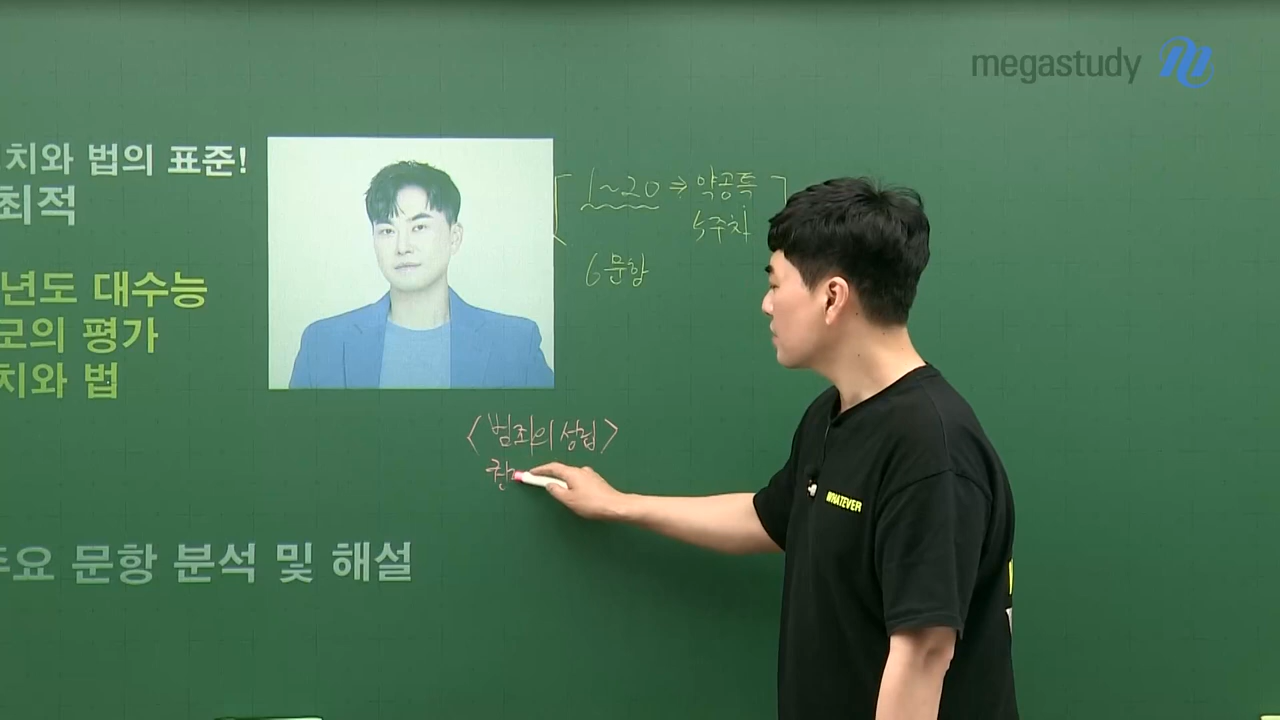 megastudy
치와 법의 표준!
최적
년도 대수능
모의 평가
치와 법
1~20 ⇒ 약공특
5주차
6문항
<범죄의 성립>
주요 문항 분석 및 해설
WHATEVER